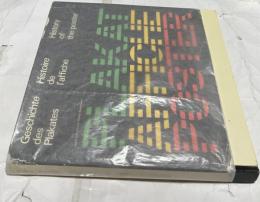 Geschichte
des
Plakates
Histoire
de
l'affiche
History
of
the poster
PLAKAT
AFFICHE
POSTER